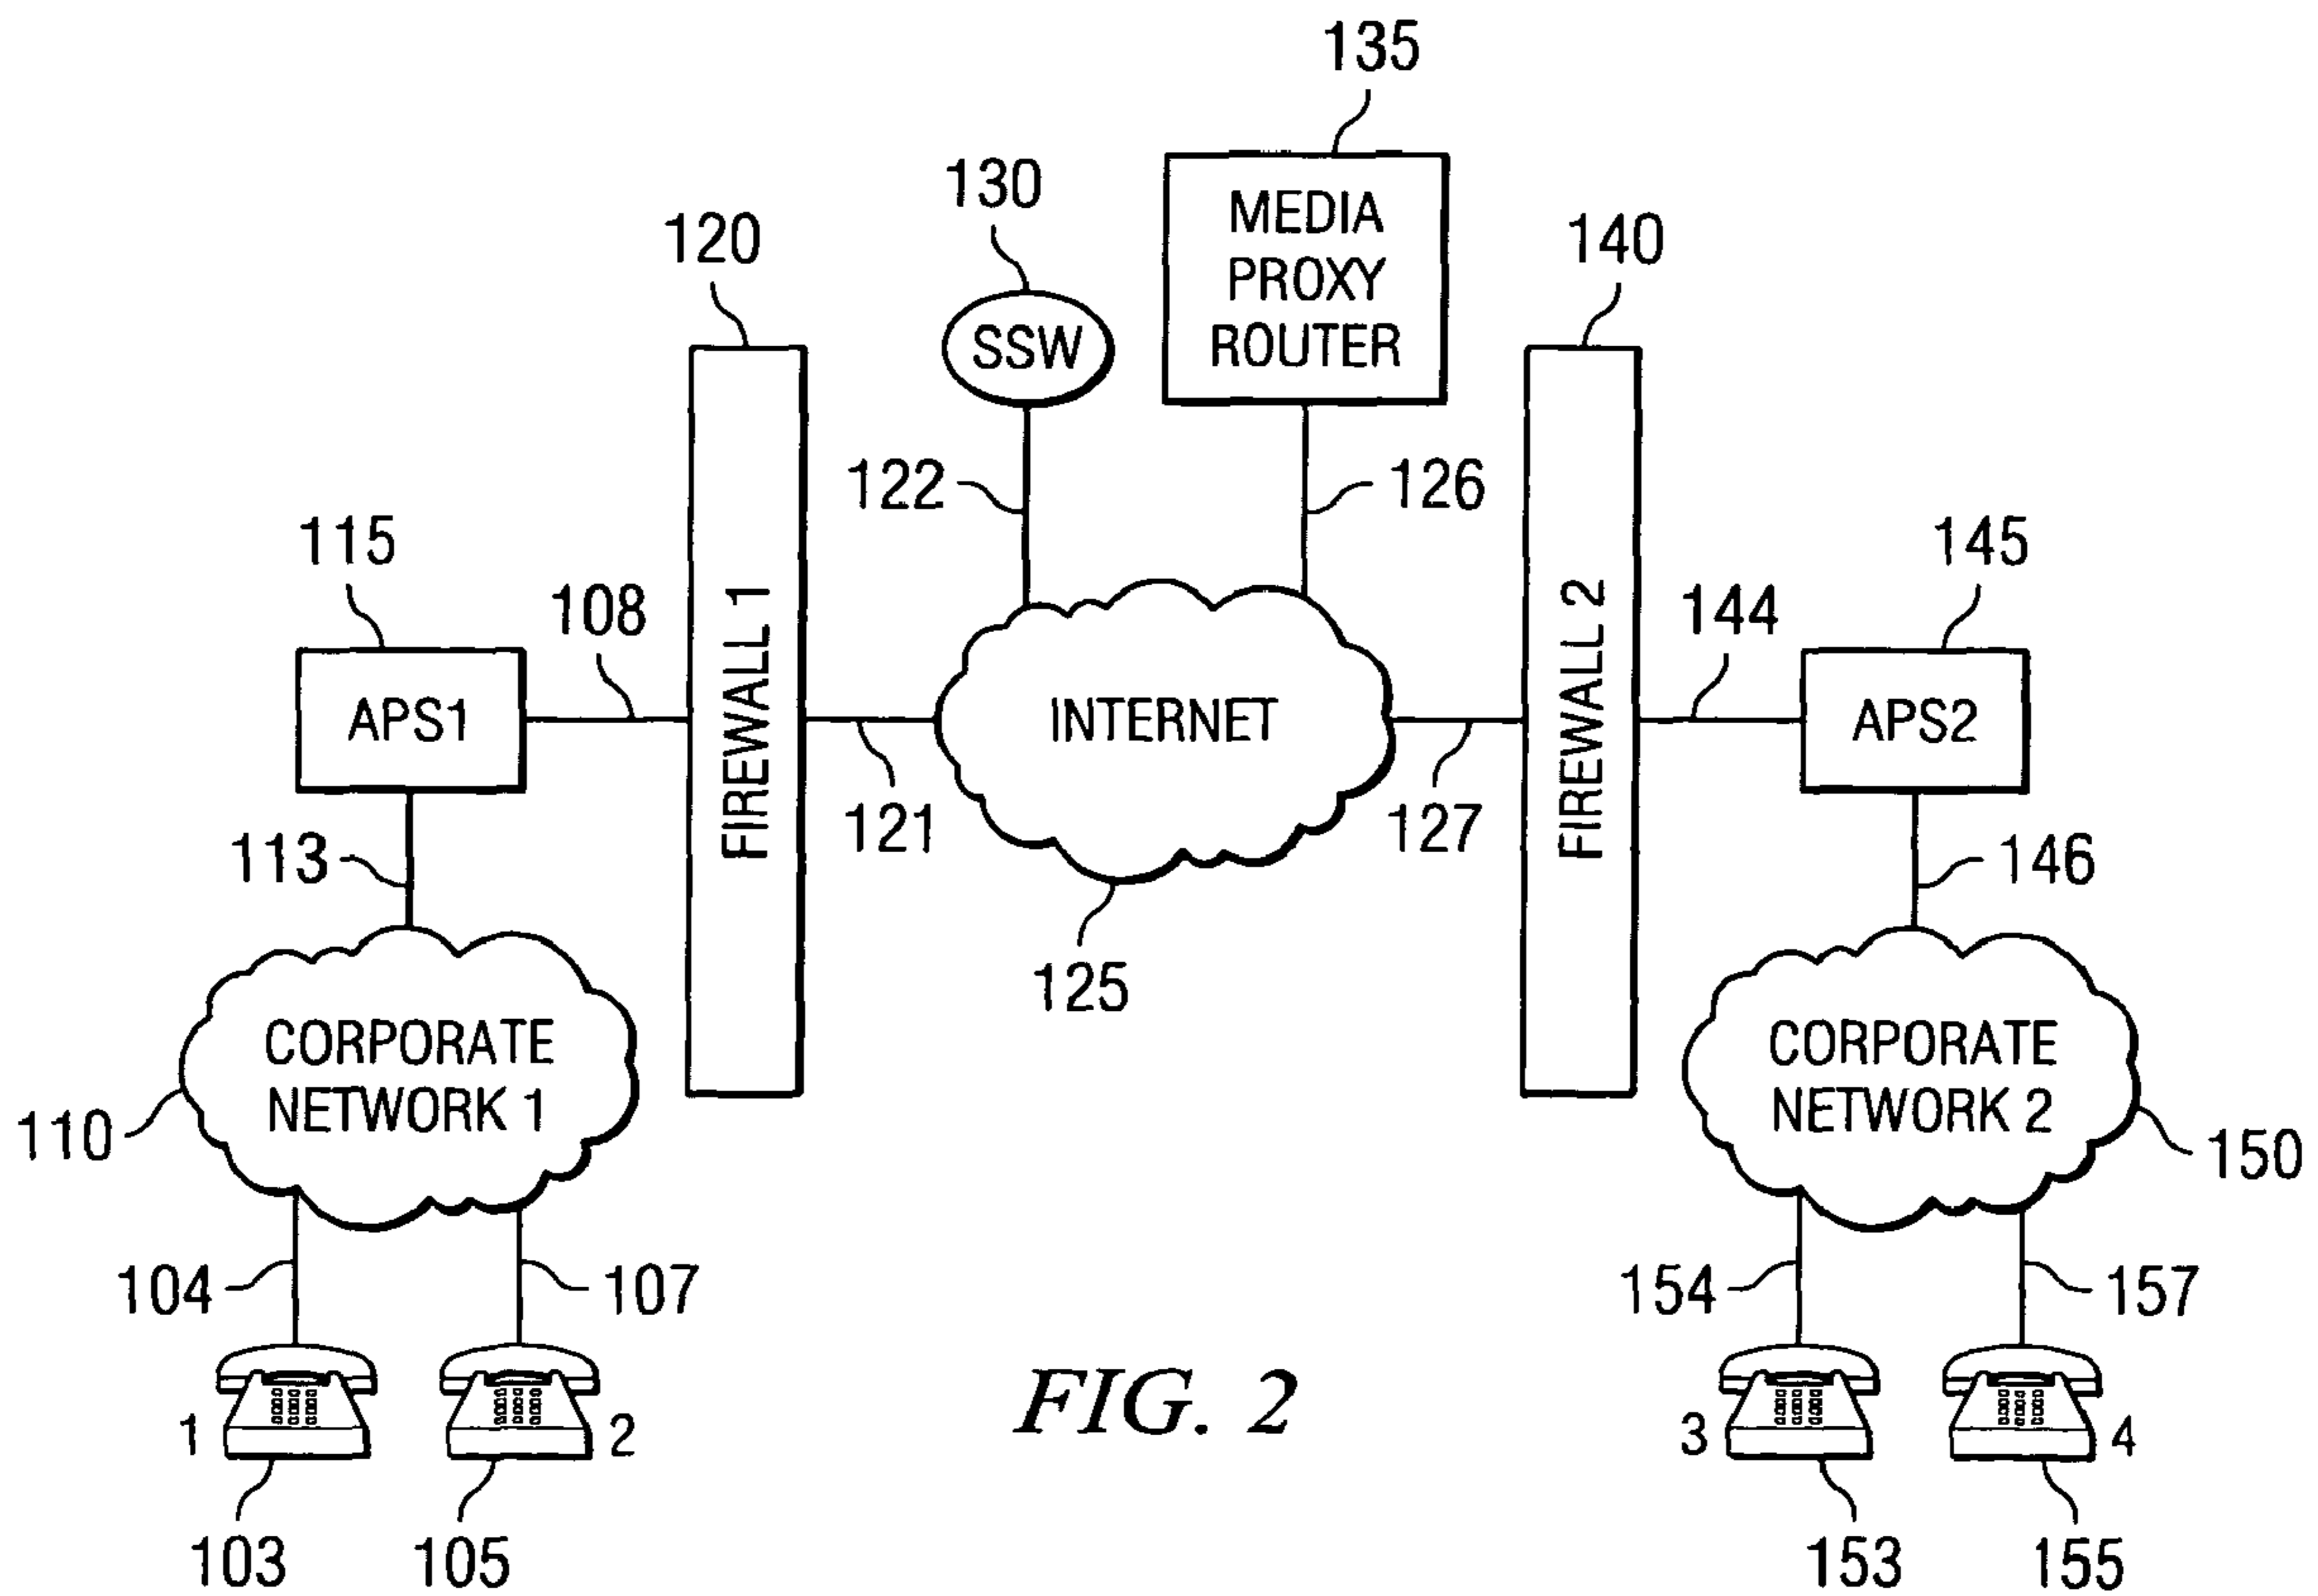 135
130
MEDIA
PROXY
ROUTER
120
140
SSW
122
126
115
145
108
144
APS1
FIREWALL 1
INTERNET
FIREWALL 2
APS2
121
127
113
146
125
CORPORATE
NETWORK 1
CORPORATE
NETWORK 2
110
150
104
107
154
157
1
2
3
4
FIG. 2
103
105
153
155